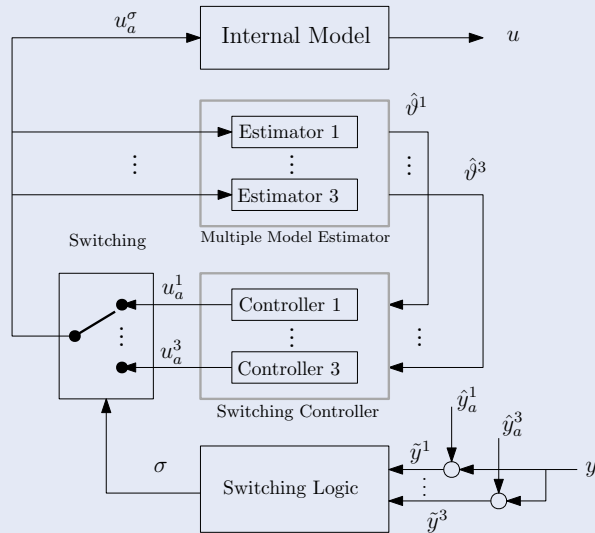 u_a^σ
Internal Model
u
Estimator 1
⋮
Estimator 3
⋮
ϑ̂^1
⋮
ϑ̂^3
Multiple Model Estimator
Switching
u_a^1
⋮
u_a^3
Controller 1
⋮
Controller 3
⋮
Switching Controller
ŷ_a^1
ŷ_a^3
σ
Switching Logic
ỹ^1
⋮
ỹ^3
y